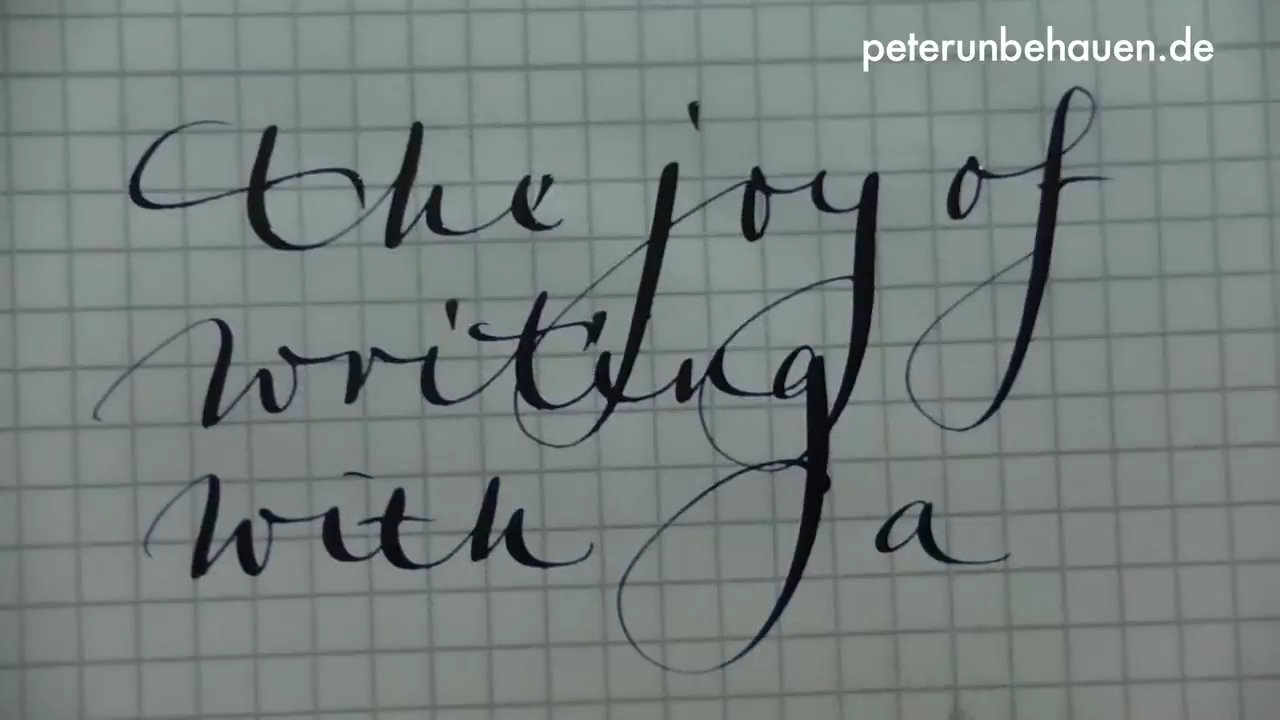 peterunbehauen.de
the joy of
writing
with a